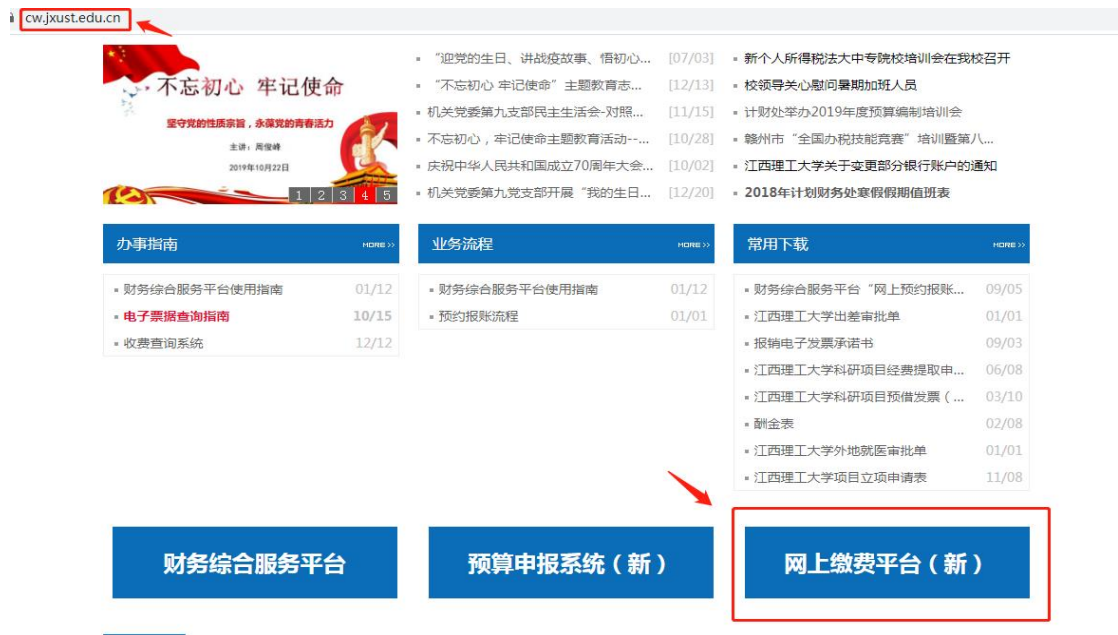 cw.jxust.edu.cn
不忘初心 牢记使命
坚守党的性质宗旨，永葆党的青春活力
主讲：周俊峰
2019年10月22日
1 2 3 4 5
“迎党的生日、讲战疫故事、悟初心... [07/03]
“不忘初心 牢记使命”主题教育志... [12/13]
机关党委第九支部民主生活会-对照... [11/15]
不忘初心，牢记使命主题教育活动--... [10/28]
庆祝中华人民共和国成立70周年大会... [10/02]
机关党委第九党支部开展“我的生日... [12/20]
新个人所得税法大中专院校培训会在我校召开
校领导关心慰问暑期加班人员
计财处举办2019年度预算编制培训会
赣州市“全国办税技能竞赛”培训暨第八...
江西理工大学关于变更部分银行账户的通知
2018年计划财务处寒假假期值班表
办事指南 MORE >>
财务综合服务平台使用指南 01/12
电子票据查询指南 10/15
收费查询系统 12/12
业务流程 MORE >>
财务综合服务平台使用指南 01/12
预约报账流程 01/01
常用下载 MORE >>
财务综合服务平台“网上预约报账... 09/05
江西理工大学出差审批单 01/01
报销电子发票承诺书 09/03
江西理工大学科研项目经费提取申... 06/08
江西理工大学科研项目预借发票（... 03/10
酬金表 02/08
江西理工大学外地就医审批单 01/01
江西理工大学项目立项申请表 11/08
财务综合服务平台
预算申报系统（新）
网上缴费平台（新）